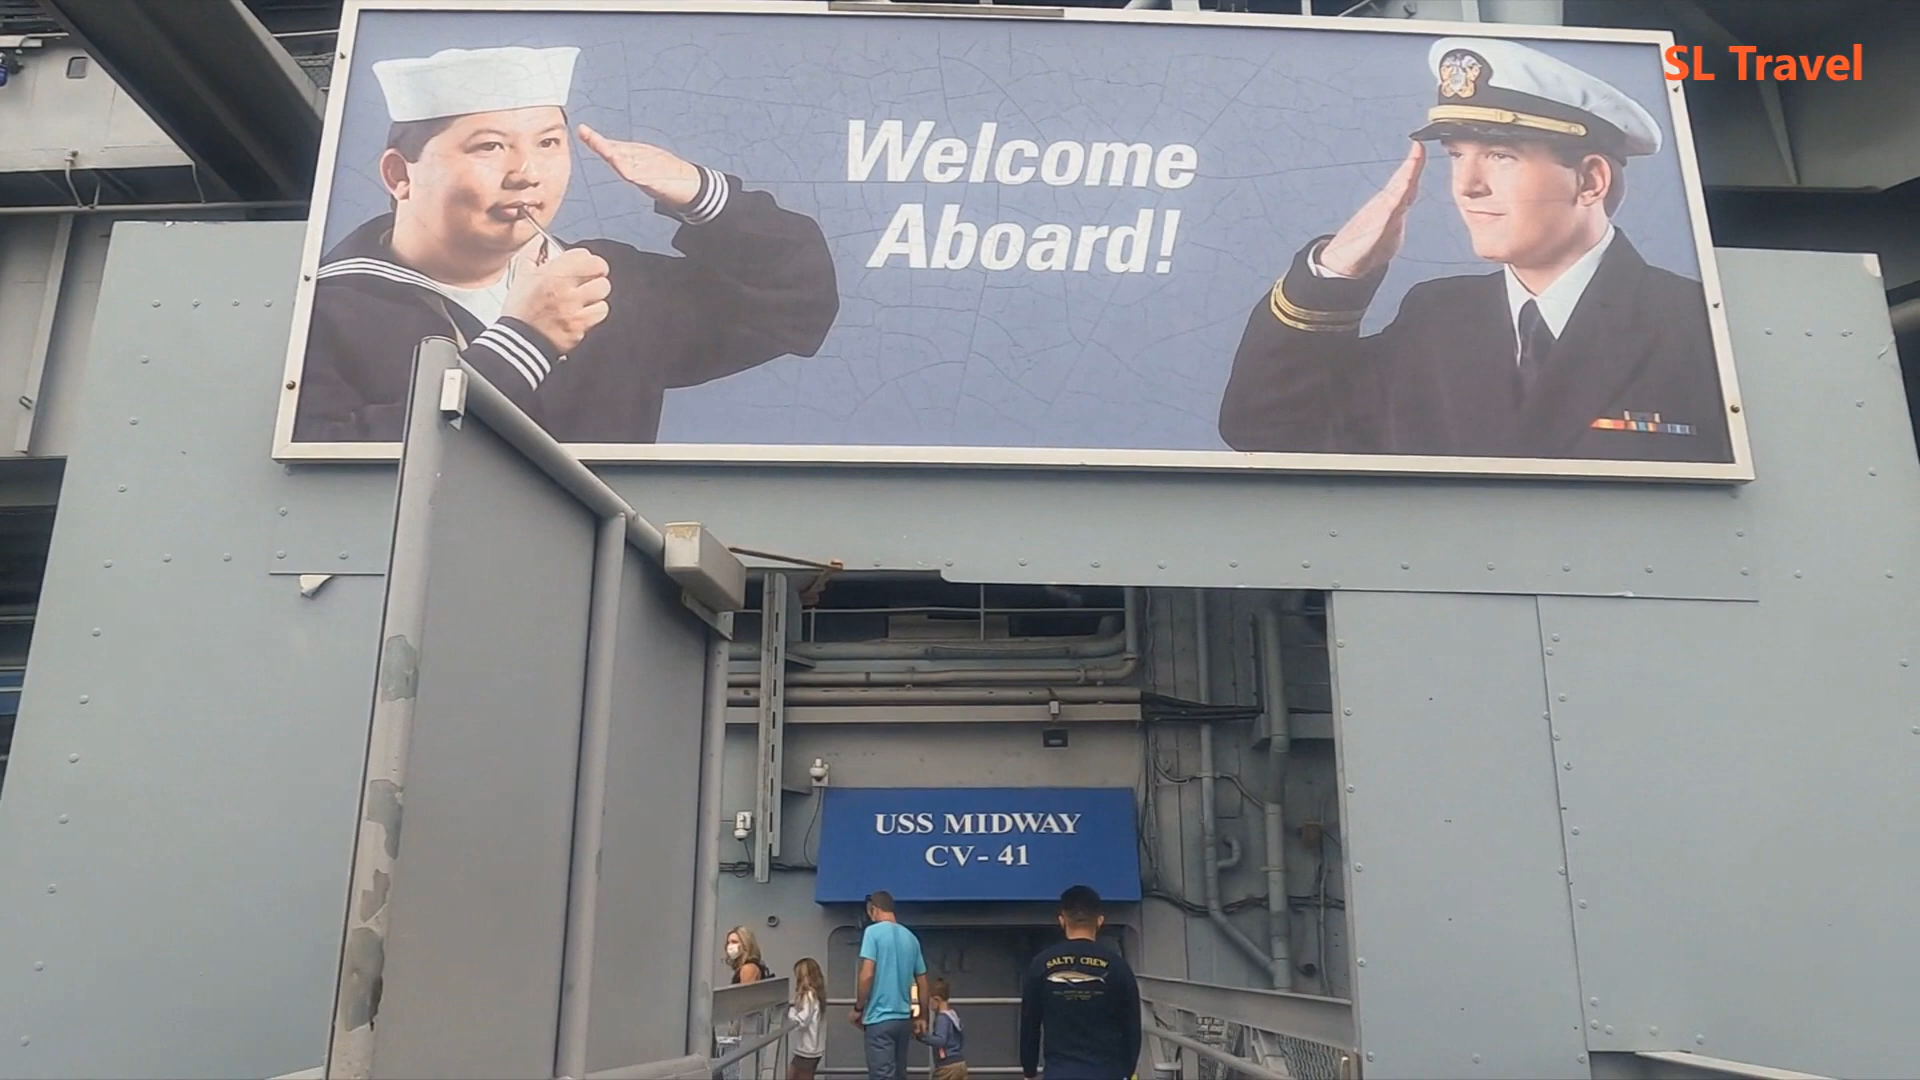 SL Travel
Welcome
Aboard!
USS MIDWAY
CV-41
SALTY CREW